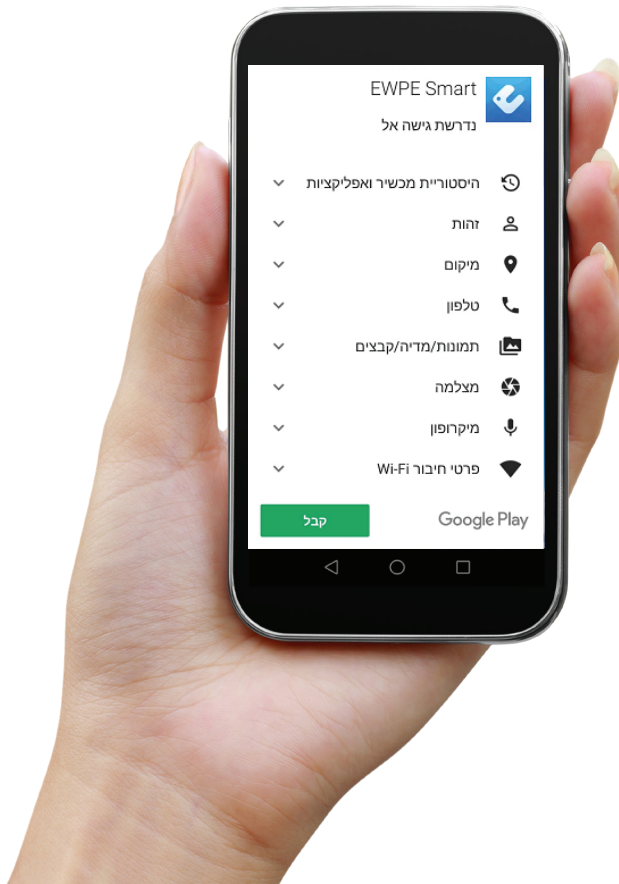 EWPE Smart
נדרשת גישה אל
היסטוריית מכשיר ואפליקציות
זהות
מיקום
טלפון
תמונות/מדיה/קבצים
מצלמה
מיקרופון
פרטי חיבור Wi-Fi
Google Play
קבל